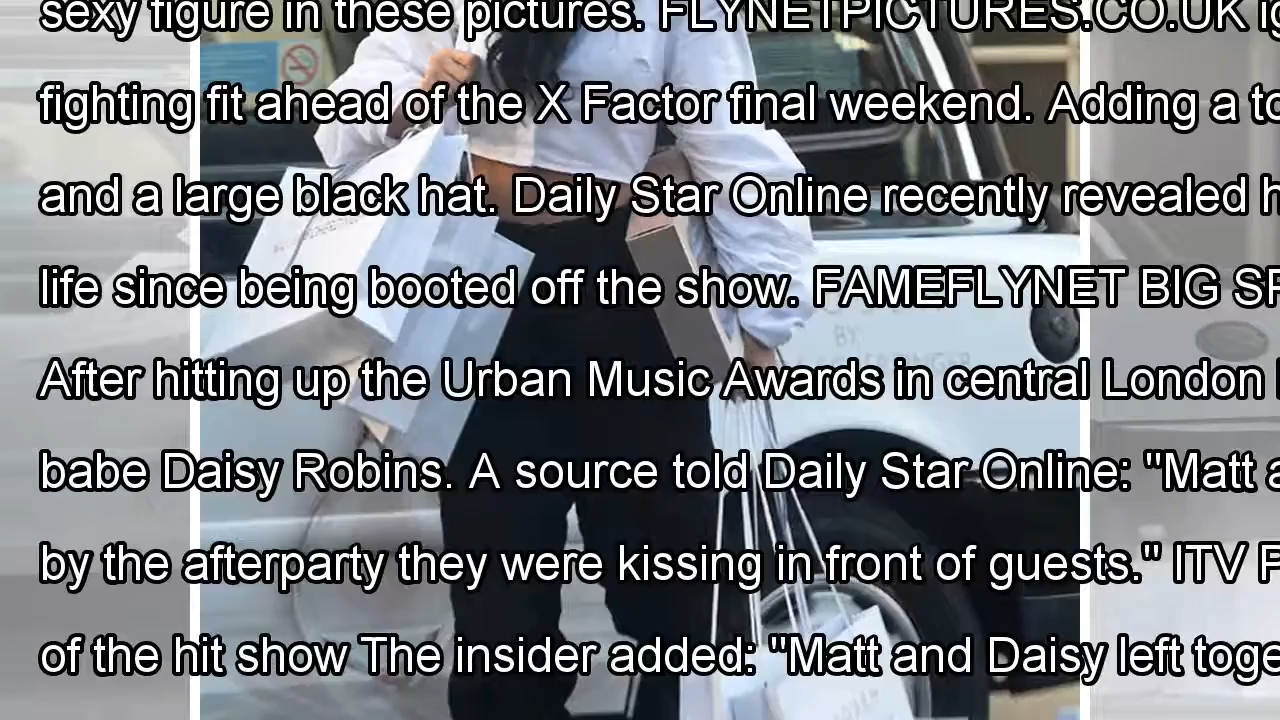 sexy figure in these pictures. FLYNETPICTURES.CO.UK
fighting fit ahead of the X Factor final weekend. Adding a
and a large black hat. Daily Star Online recently revealed
life since being booted off the show. FAMEFLYNET BIG
After hitting up the Urban Music Awards in central London
babe Daisy Robins. A source told Daily Star Online: "Matt
by the afterparty they were kissing in front of guests." ITV
of the hit show The insider added: "Matt and Daisy left